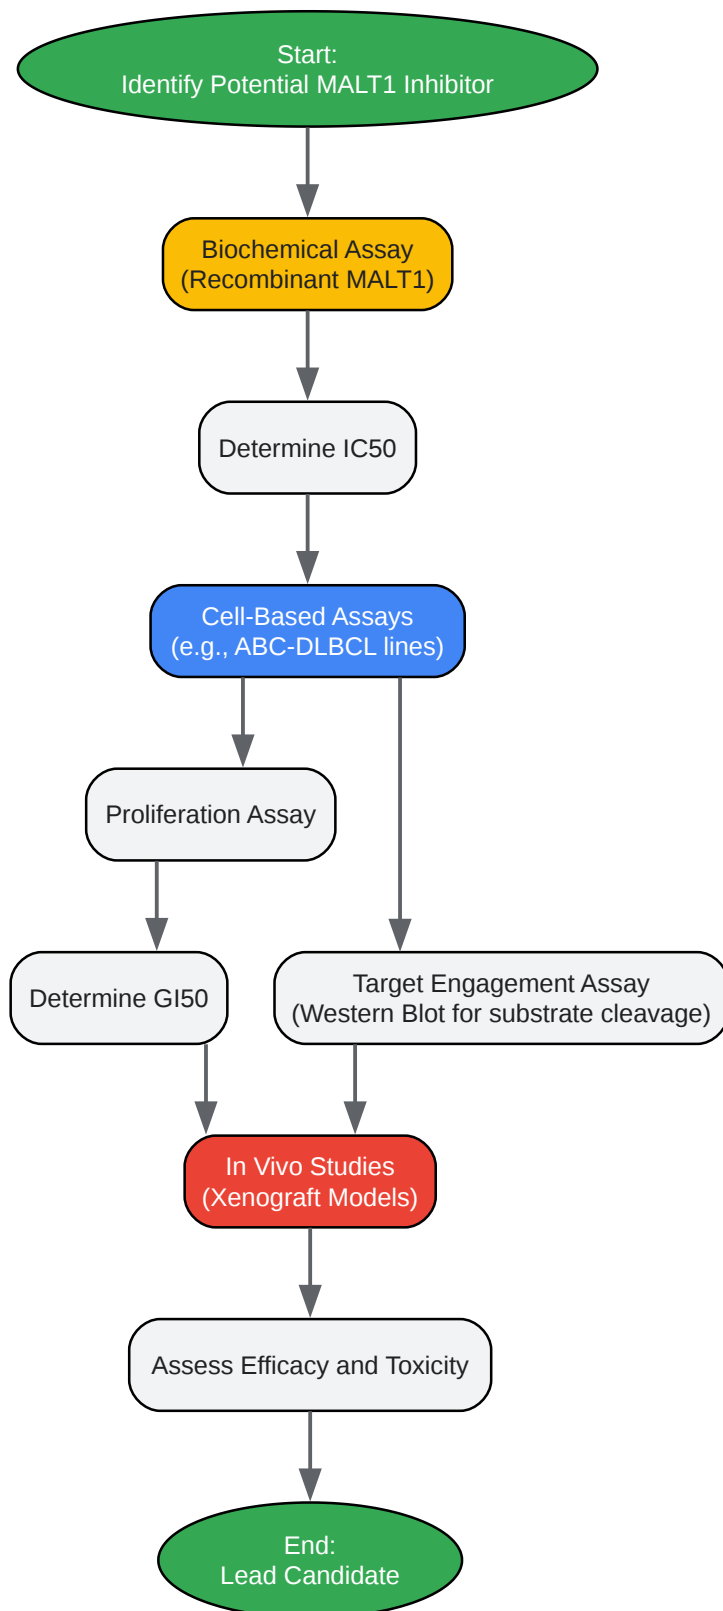 Start:
Identify Potential MALT1 Inhibitor
Biochemical Assay
(Recombinant MALT1)
Determine IC50
Cell-Based Assays
(e.g., ABC-DLBCL lines)
Proliferation Assay
Determine GI50
Target Engagement Assay
(Western Blot for substrate cleavage)
In Vivo Studies
(Xenograft Models)
Assess Efficacy and Toxicity
End:
Lead Candidate